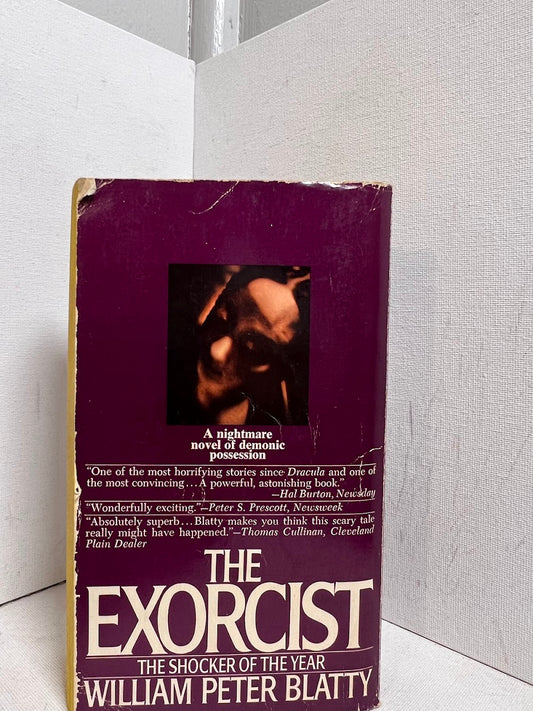 A nightmare
novel of demonic
possession
"One of the most horrifying stories since Dracula and one of
the most convincing...A powerful, astonishing book."
—Hal Burton, Newsday
"Wonderfully exciting."—Peter S. Prescott, Newsweek
"Absolutely superb...Blatty makes you think this scary tale
really might have happened."—Thomas Cullinan, Cleveland
Plain Dealer
THE
EXORCIST
THE SHOCKER OF THE YEAR
WILLIAM PETER BLATTY